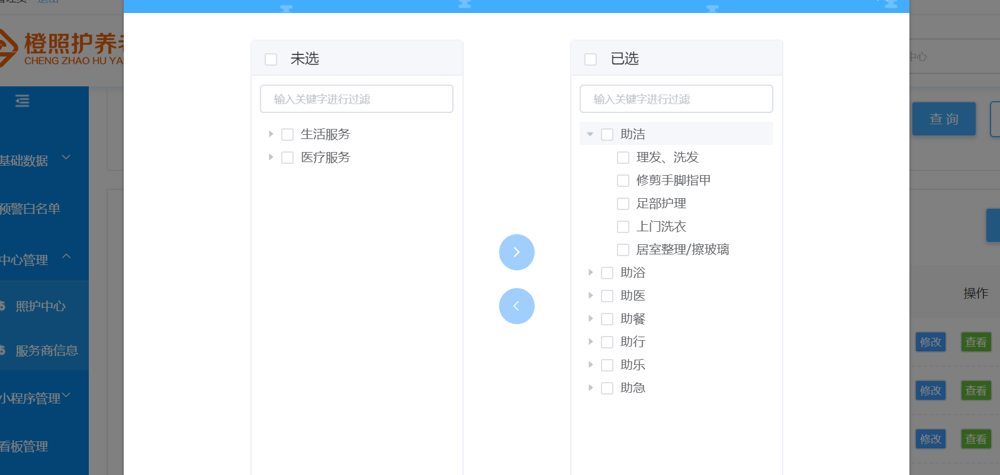 退出
橙照护养老
CHENG ZHAO HU YA
基础数据
预警白名单
中心管理
照护中心
服务商信息
小程序管理
看板管理
未选
输入关键字进行过滤
生活服务
医疗服务
已选
输入关键字进行过滤
助洁
理发、洗发
修剪手脚指甲
足部护理
上门洗衣
居室整理/擦玻璃
助浴
助医
助餐
助行
助乐
助急
中心
查 询
操作
修改 查看
修改 查看
修改 查看